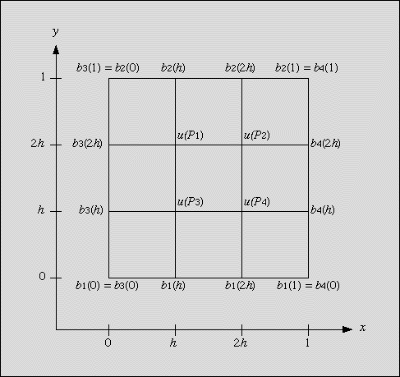 y
b3(1) = b2(0) b2(h) b2(2h) b2(1) = b4(1)
1
2h b3(2h) u(P1) u(P2) b4(2h)
h b3(h) u(P3) u(P4) b4(h)
0 b1(0) = b3(0) b1(h) b1(2h) b1(1) = b4(0)
x
0 h 2h 1